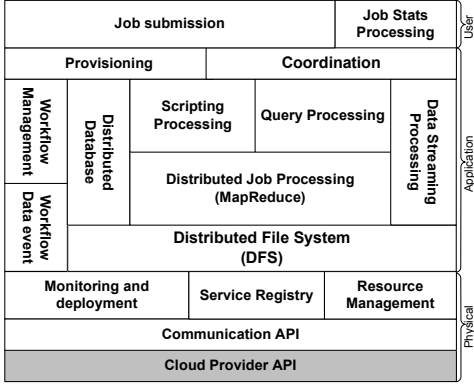 Job submission
Job Stats
Processing
User
Provisioning
Coordination
Workflow
Management
Distributed
Database
Scripting
Processing
Query Processing
Data Streaming
Processing
Distributed Job Processing
(MapReduce)
Application
Workflow
Data event
Distributed File System
(DFS)
Monitoring and
deployment
Service Registry
Resource
Management
Physical
Communication API
Cloud Provider API